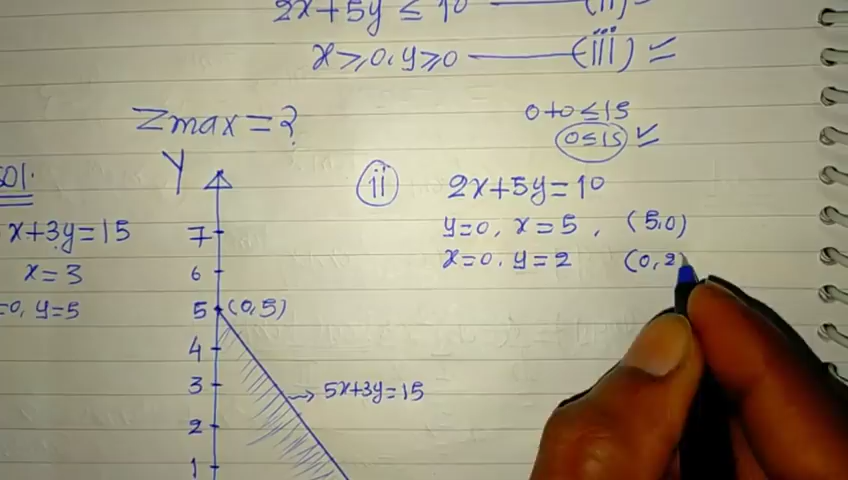 2x+5y ≤ 10 —— (ii)
x≥0, y≥0 —— (iii)
Zmax=?
0+0≤15
0≤15
Sol.
Y
(ii)
2x+5y=10
x+3y=15
7
y=0, x=5, (5,0)
x=3
6
x=0, y=2 (0,2
=0, y=5
5 (0,5)
4
3
5x+3y=15
2
1